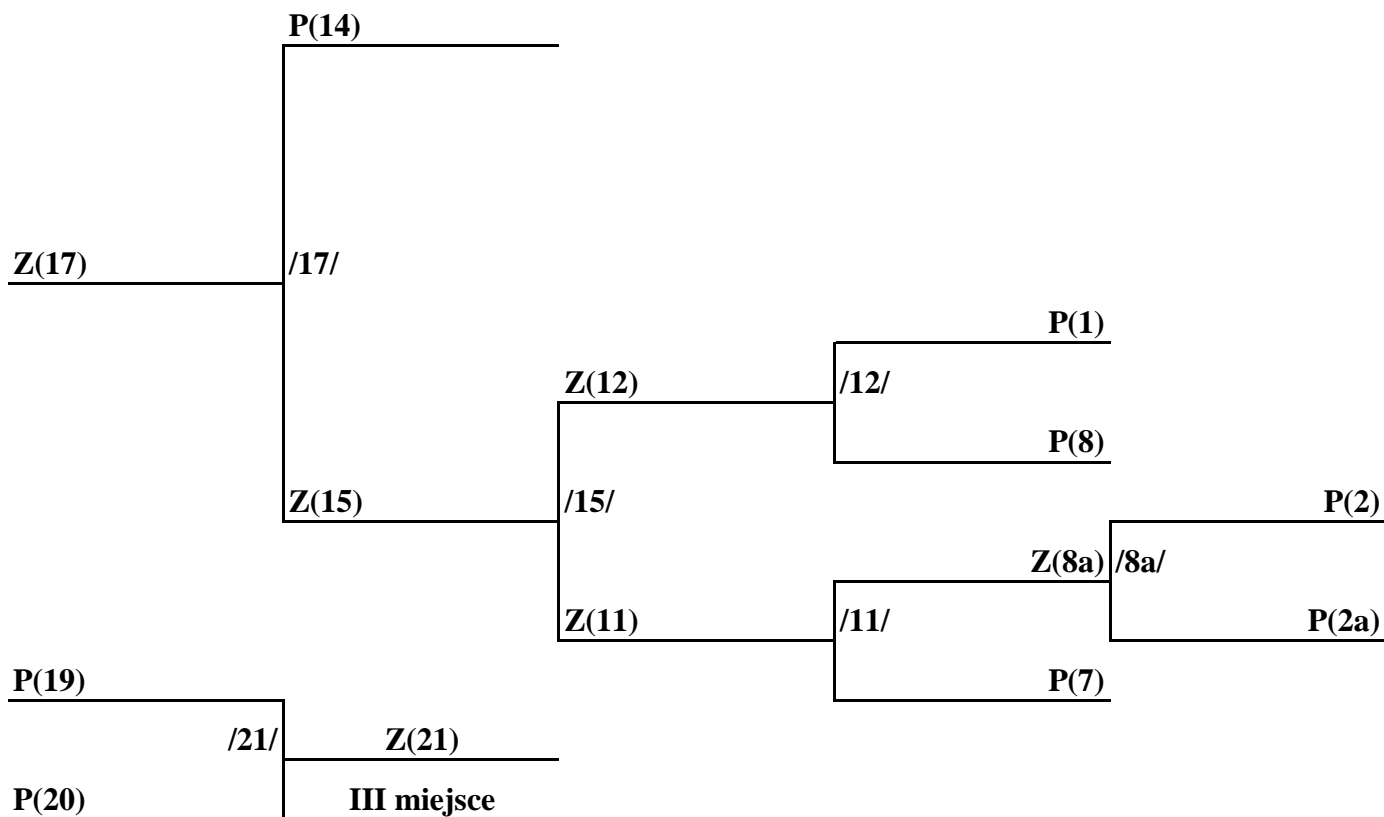 P(14)
Z(17) /17/
P(1)
Z(12) /12/
P(8)
Z(15) /15/ P(2)
Z(8a) /8a/
Z(11) /11/ P(2a)
P(19) P(7)
/21/ Z(21)
P(20) III miejsce